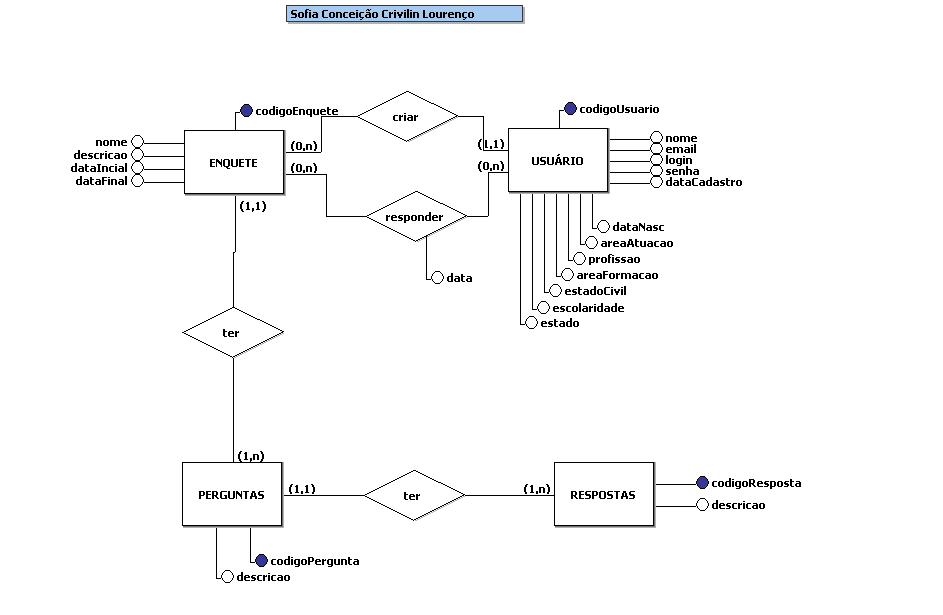 Sofia Conceição Crivilin Lourenço
codigoEnquete
criar
codigoUsuario
nome
descricao
dataIncial
dataFinal
ENQUETE
(0,n)
(0,n)
(1,1)
(1,1)
(0,n)
USUÁRIO
nome
email
login
senha
dataCadastro
responder
data
dataNasc
areaAtuacao
profissao
areaFormacao
estadoCivil
escolaridade
estado
ter
(1,n)
PERGUNTAS
(1,1)
ter
(1,n)
RESPOSTAS
codigoResposta
descricao
codigoPergunta
descricao